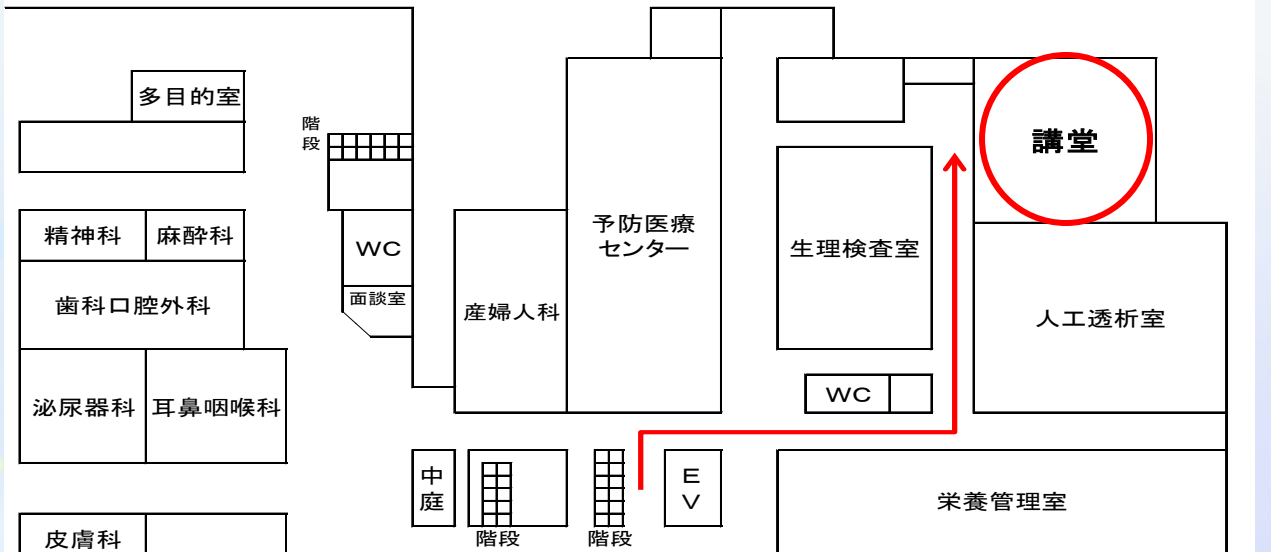 多目的室
階
段
講堂
精神科
麻酔科
WC
予防医療
センター
生理検査室
面談室
歯科口腔外科
産婦人科
人工透析室
泌尿器科
耳鼻咽喉科
WC
中
庭
E
V
栄養管理室
階段
階段
皮膚科